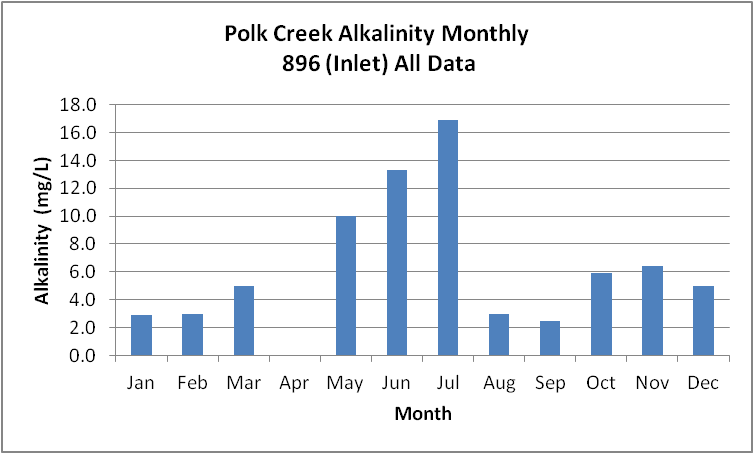 Polk Creek Alkalinity Monthly
896 (Inlet) All Data
Alkalinity (mg/L)
18.0
16.0
14.0
12.0
10.0
8.0
6.0
4.0
2.0
0.0
Jan Feb Mar Apr May Jun Jul Aug Sep Oct Nov Dec
Month